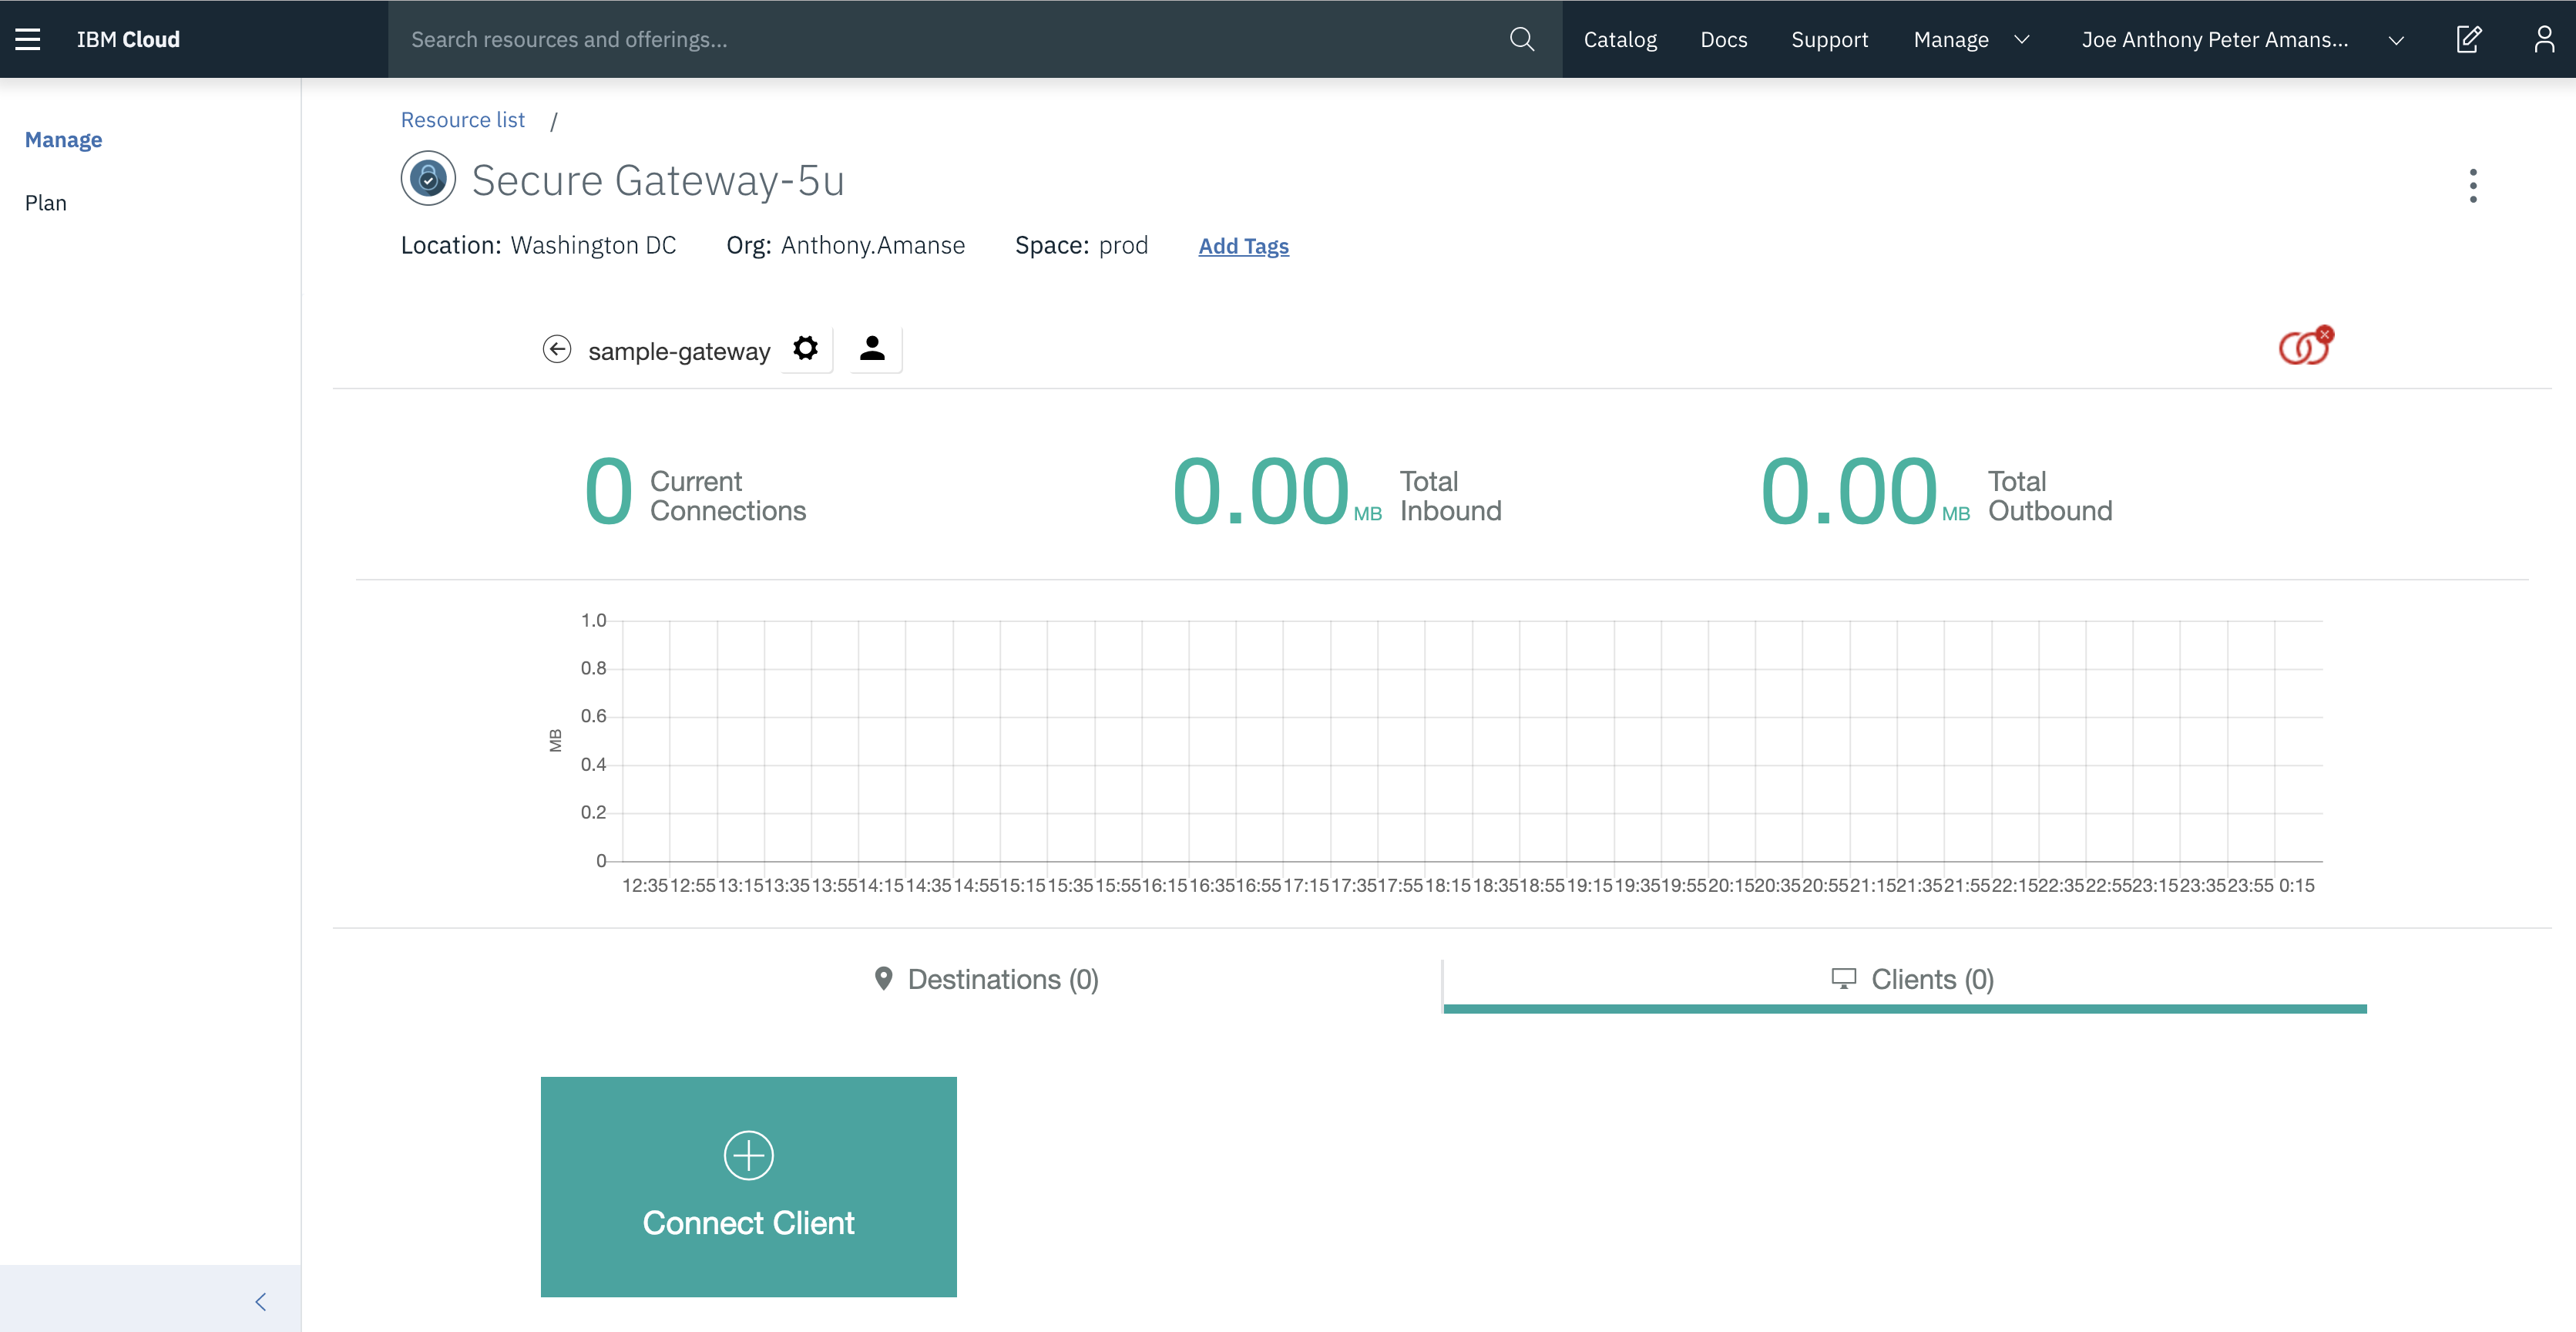 IBM Cloud
Search resources and offerings...
Catalog
Docs
Support
Manage
Joe Anthony Peter Amans...
Manage
Plan
Resource list /
Secure Gateway-5u
Location: Washington DC Org: Anthony.Amanse Space: prod Add Tags
sample-gateway
0 Current Connections
0.00 MB Total Inbound
0.00 MB Total Outbound
1.0
0.8
0.6
0.4
0.2
0
MB
12:35 12:55 13:15 13:35 13:55 14:15 14:35 14:55 15:15 15:35 15:55 16:15 16:35 16:55 17:15 17:35 17:55 18:15 18:35 18:55 19:15 19:35 19:55 20:15 20:35 20:55 21:15 21:35 21:55 22:15 22:35 22:55 23:15 23:35 23:55 0:15
Destinations (0)
Clients (0)
Connect Client